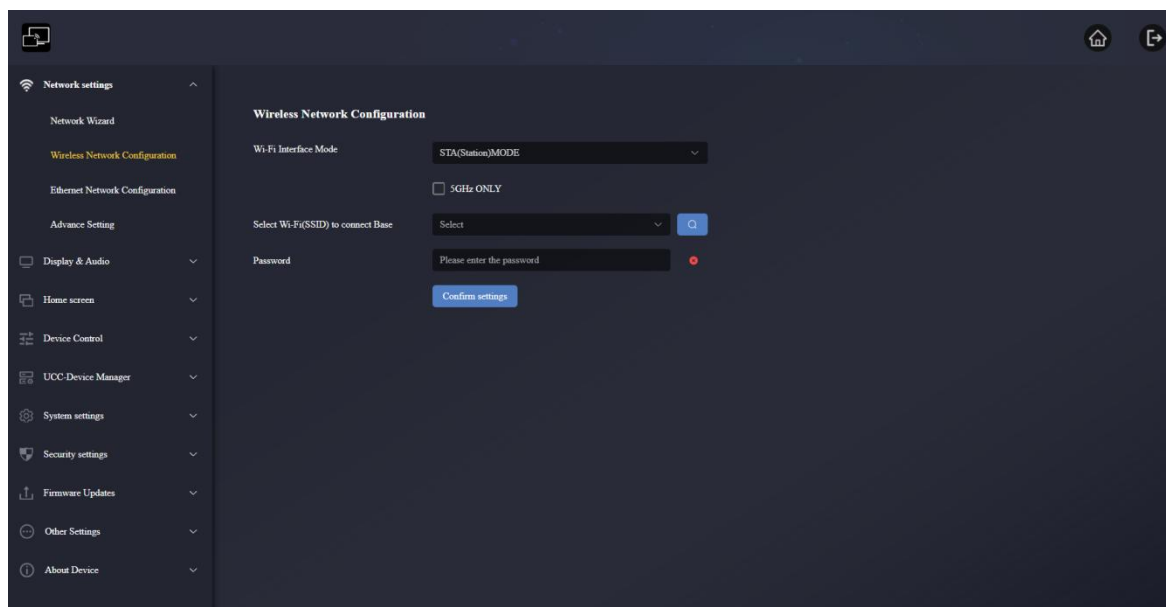 Network settings
Network Wizard
Wireless Network Configuration
Ethernet Network Configuration
Advance Setting
Display & Audio
Home screen
Device Control
UCC-Device Manager
System settings
Security settings
Firmware Updates
Other Settings
About Device
Wireless Network Configuration
Wi-Fi Interface Mode
STA(Station)MODE
5GHz ONLY
Select Wi-Fi(SSID) to connect Base
Select
Password
Please enter the password
Confirm settings